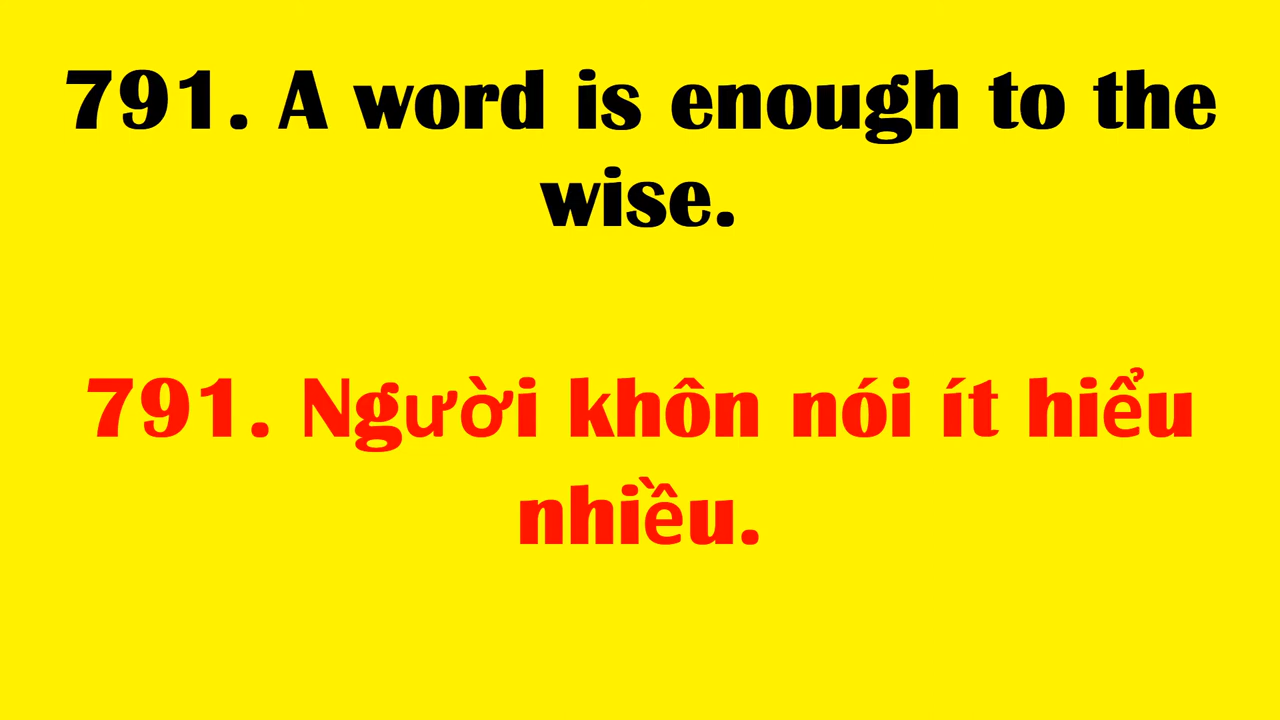 791. A word is enough to the
wise.
791. Người khôn nói ít hiểu
nhiều.